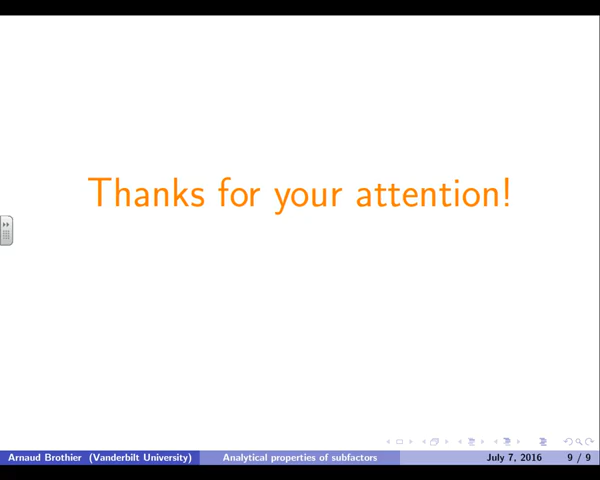 Thanks for your attention!
Arnaud Brothier (Vanderbilt University) Analytical properties of subfactors July 7, 2016 9 / 9